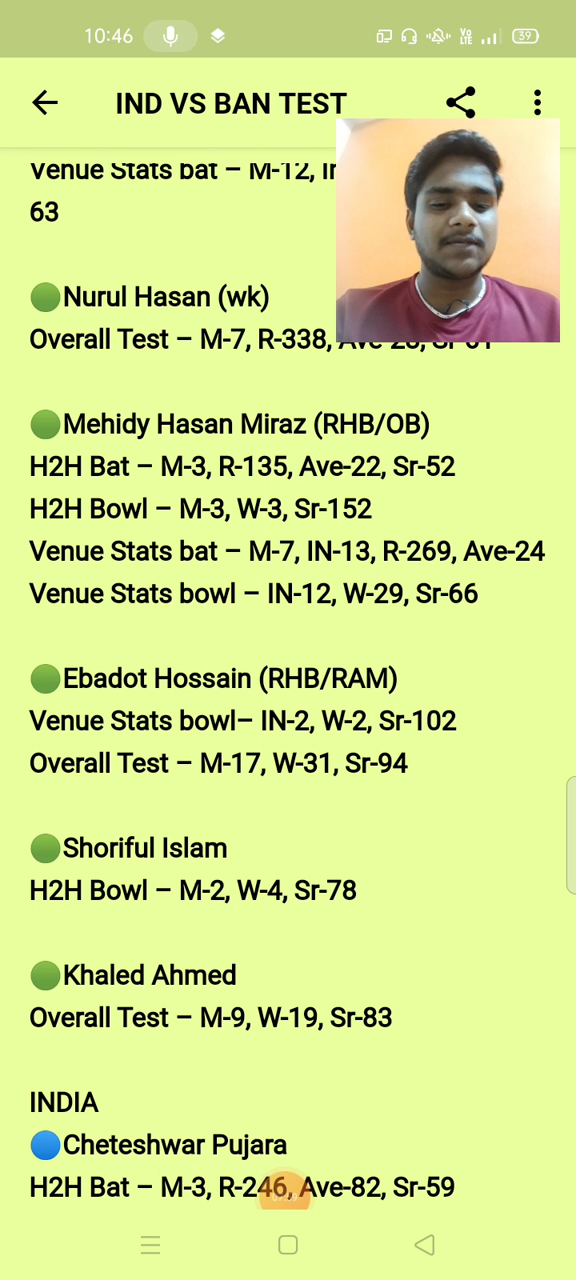 10:46
VO
LTE
39
IND VS BAN TEST
Venue Stats bat – M-12,
63
Nurul Hasan (wk)
Overall Test – M-7, R-338,
Mehidy Hasan Miraz (RHB/OB)
H2H Bat – M-3, R-135, Ave-22, Sr-52
H2H Bowl – M-3, W-3, Sr-152
Venue Stats bat – M-7, IN-13, R-269, Ave-24
Venue Stats bowl – IN-12, W-29, Sr-66
Ebadot Hossain (RHB/RAM)
Venue Stats bowl– IN-2, W-2, Sr-102
Overall Test – M-17, W-31, Sr-94
Shoriful Islam
H2H Bowl – M-2, W-4, Sr-78
Khaled Ahmed
Overall Test – M-9, W-19, Sr-83
INDIA
Cheteshwar Pujara
H2H Bat – M-3, R-246, Ave-82, Sr-59